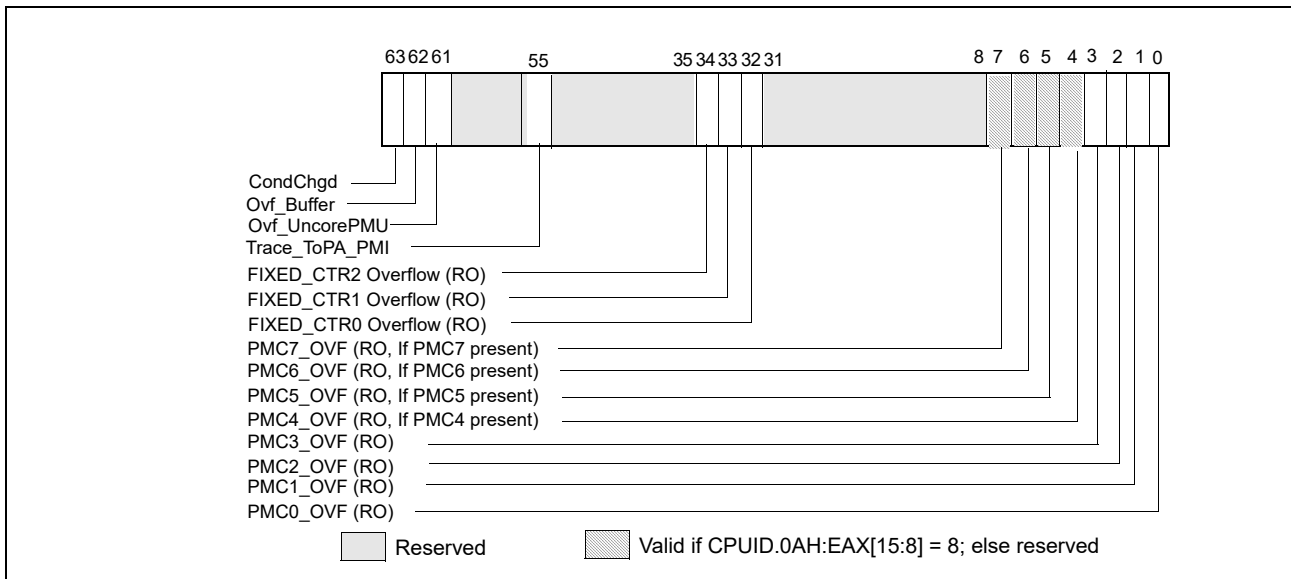 63 62 61 55 35 34 33 32 31 8 7 6 5 4 3 2 1 0
CondChgd
Ovf_Buffer
Ovf_UncorePMU
Trace_ToPA_PMI
FIXED_CTR2 Overflow (RO)
FIXED_CTR1 Overflow (RO)
FIXED_CTR0 Overflow (RO)
PMC7_OVF (RO, If PMC7 present)
PMC6_OVF (RO, If PMC6 present)
PMC5_OVF (RO, If PMC5 present)
PMC4_OVF (RO, If PMC4 present)
PMC3_OVF (RO)
PMC2_OVF (RO)
PMC1_OVF (RO)
PMC0_OVF (RO)
Reserved Valid if CPUID.0AH:EAX[15:8] = 8; else reserved